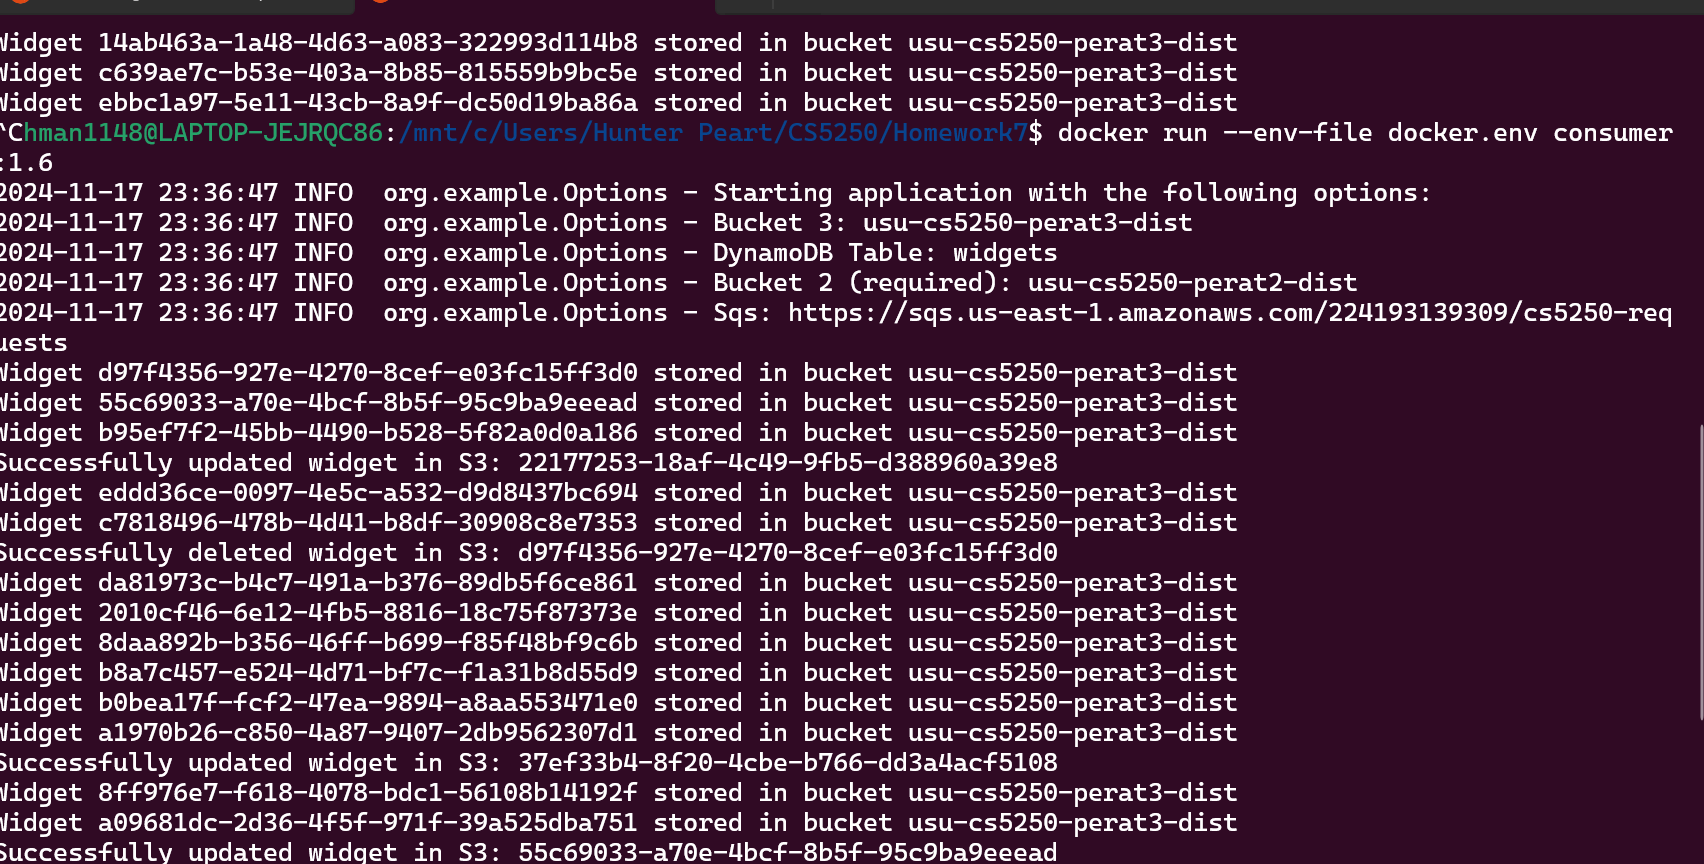 Widget 14ab463a-1a48-4d63-a083-322993d114b8 stored in bucket usu-cs5250-perat3-dist
Widget c639ae7c-b53e-403a-8b85-815559b9bc5e stored in bucket usu-cs5250-perat3-dist
Widget ebbc1a97-5e11-43cb-8a9f-dc50d19ba86a stored in bucket usu-cs5250-perat3-dist
^Chman1148@LAPTOP-JEJRQC86:/mnt/c/Users/Hunter Peart/CS5250/Homework7$ docker run --env-file docker.env consumer
:1.6
2024-11-17 23:36:47 INFO  org.example.Options - Starting application with the following options:
2024-11-17 23:36:47 INFO  org.example.Options - Bucket 3: usu-cs5250-perat3-dist
2024-11-17 23:36:47 INFO  org.example.Options - DynamoDB Table: widgets
2024-11-17 23:36:47 INFO  org.example.Options - Bucket 2 (required): usu-cs5250-perat2-dist
2024-11-17 23:36:47 INFO  org.example.Options - Sqs: https://sqs.us-east-1.amazonaws.com/224193139309/cs5250-req
uests
Widget d97f4356-927e-4270-8cef-e03fc15ff3d0 stored in bucket usu-cs5250-perat3-dist
Widget 55c69033-a70e-4bcf-8b5f-95c9ba9eeead stored in bucket usu-cs5250-perat3-dist
Widget b95ef7f2-45bb-4490-b528-5f82a0d0a186 stored in bucket usu-cs5250-perat3-dist
Successfully updated widget in S3: 22177253-18af-4c49-9fb5-d388960a39e8
Widget eddd36ce-0097-4e5c-a532-d9d8437bc694 stored in bucket usu-cs5250-perat3-dist
Widget c7818496-478b-4d41-b8df-30908c8e7353 stored in bucket usu-cs5250-perat3-dist
Successfully deleted widget in S3: d97f4356-927e-4270-8cef-e03fc15ff3d0
Widget da81973c-b4c7-491a-b376-89db5f6ce861 stored in bucket usu-cs5250-perat3-dist
Widget 2010cf46-6e12-4fb5-8816-18c75f87373e stored in bucket usu-cs5250-perat3-dist
Widget 8daa892b-b356-46ff-b699-f85f48bf9c6b stored in bucket usu-cs5250-perat3-dist
Widget b8a7c457-e524-4d71-bf7c-f1a31b8d55d9 stored in bucket usu-cs5250-perat3-dist
Widget b0bea17f-fcf2-47ea-9894-a8aa553471e0 stored in bucket usu-cs5250-perat3-dist
Widget a1970b26-c850-4a87-9407-2db9562307d1 stored in bucket usu-cs5250-perat3-dist
Successfully updated widget in S3: 37ef33b4-8f20-4cbe-b766-dd3a4acf5108
Widget 8ff976e7-f618-4078-bdc1-56108b14192f stored in bucket usu-cs5250-perat3-dist
Widget a09681dc-2d36-4f5f-971f-39a525dba751 stored in bucket usu-cs5250-perat3-dist
Successfully updated widget in S3: 55c69033-a70e-4bcf-8b5f-95c9ba9eeead